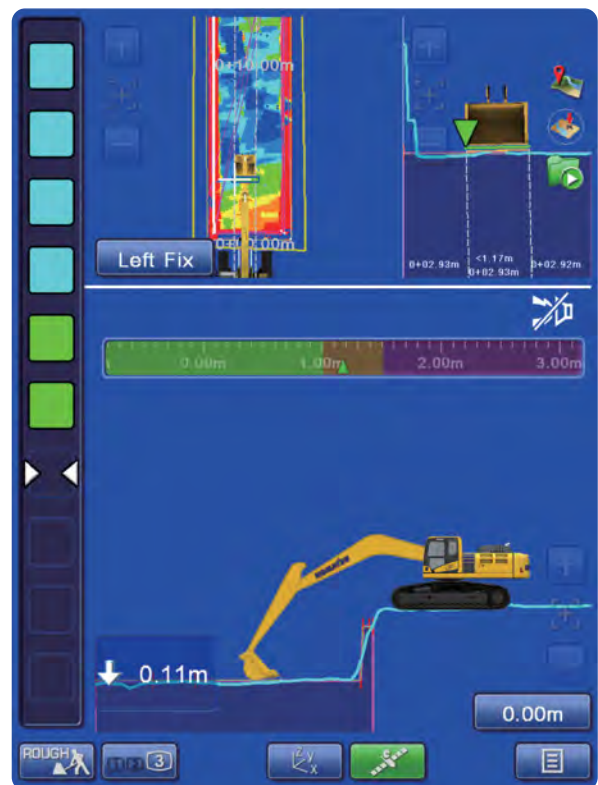 0+10.00m
0+00.00m
Left Fix
0+02.93m
<1.17m
0+02.93m
0+02.92m
0.00m
1.00m
2.00m
3.00m
KOMATSU
0.11m
0.00m
ROUGH
3
Z
Y
X